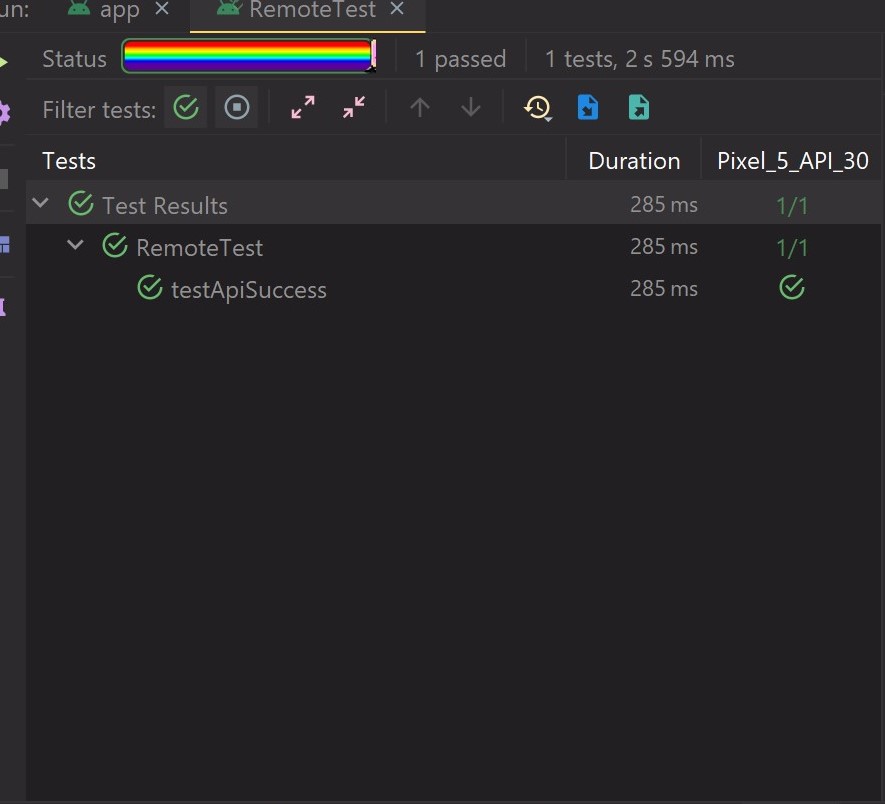 un: app RemoteTest
Status 1 passed 1 tests, 2 s 594 ms
Filter tests:
Tests Duration Pixel_5_API_30
Test Results 285 ms 1/1
RemoteTest 285 ms 1/1
testApiSuccess 285 ms